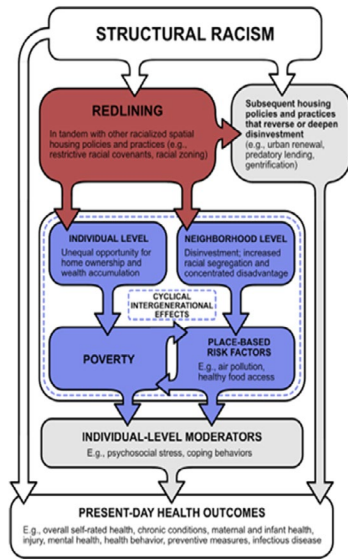 STRUCTURAL RACISM
REDLINING
In tandem with other racialized spatial
housing policies and practices (e.g.,
restrictive racial covenants, racial zoning)
Subsequent housing
policies and practices
that reverse or deepen
disinvestment
(e.g., urban renewal,
predatory lending,
gentrification)
INDIVIDUAL LEVEL
Unequal opportunity for
home ownership and
wealth accumulation
NEIGHBORHOOD LEVEL
Disinvestment; increased
racial segregation and
concentrated disadvantage
CYCLICAL
INTERGENERATIONAL
EFFECTS
POVERTY
PLACE-BASED
RISK FACTORS
E.g., air pollution,
healthy food access
INDIVIDUAL-LEVEL MODERATORS
E.g., psychosocial stress, coping behaviors
PRESENT-DAY HEALTH OUTCOMES
E.g., overall self-rated health, chronic conditions, maternal and infant health,
injury, mental health, health behavior, preventive measures, infectious disease